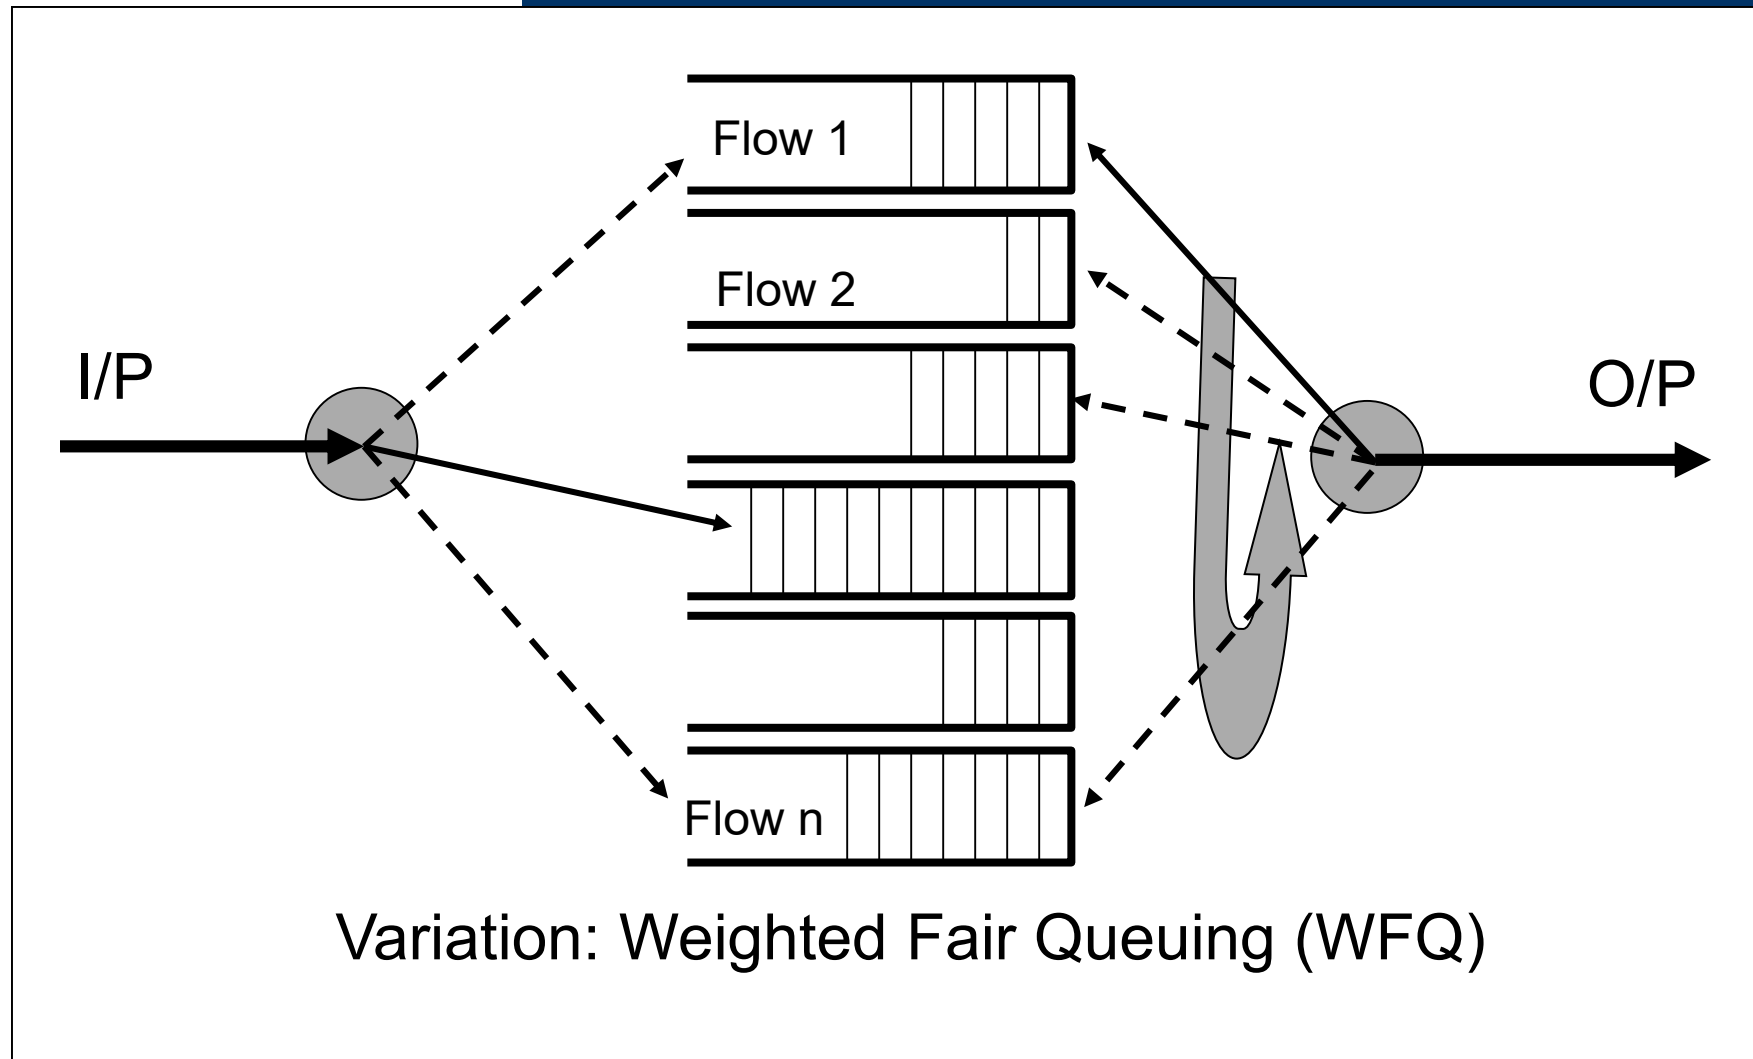 Flow 1
Flow 2
I/P
O/P
Flow n
Variation: Weighted Fair Queuing (WFQ)